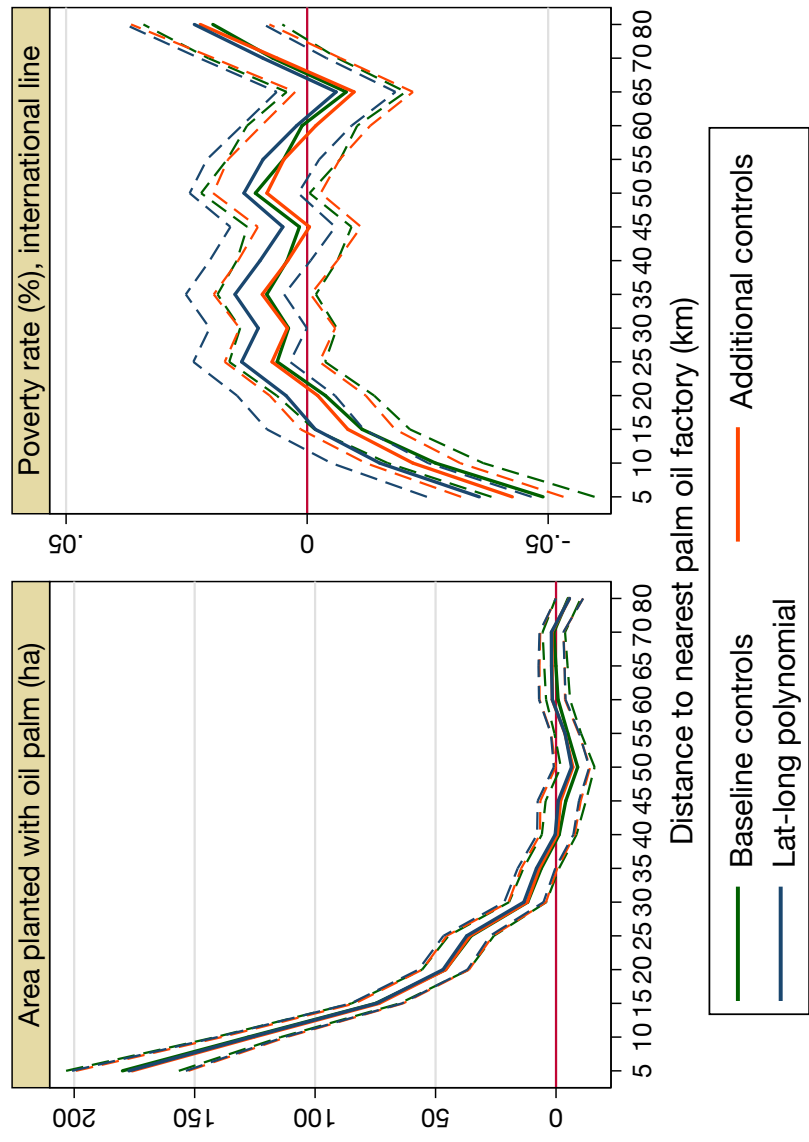 Area planted with oil palm (ha)
200
150
100
50
0
5 10 15 20 25 30 35 40 45 50 55 60 65 70 80
Poverty rate (%), international line
.05
0
-.05
5 10 15 20 25 30 35 40 45 50 55 60 65 70 80
Distance to nearest palm oil factory (km)
Baseline controls
Additional controls
Lat-long polynomial